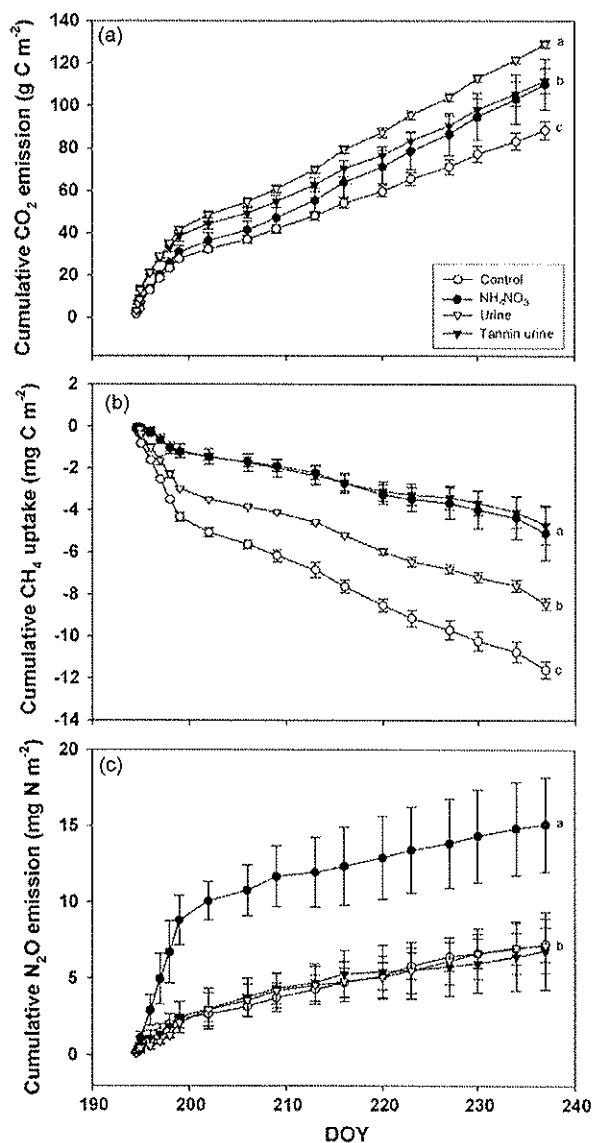 (a)
Cumulative CO2 emission (g C m-2)
140
120
100
80
60
40
20
0
a
b
c
Control
NH2NO3
Urine
Tannin urine
(b)
Cumulative CH4 uptake (mg C m-2)
2
0
-2
-4
-6
-8
-10
-12
-14
a
b
c
(c)
Cumulative N2O emission (mg N m-2)
20
15
10
5
0
a
b
190
200
210
220
230
240
DOY